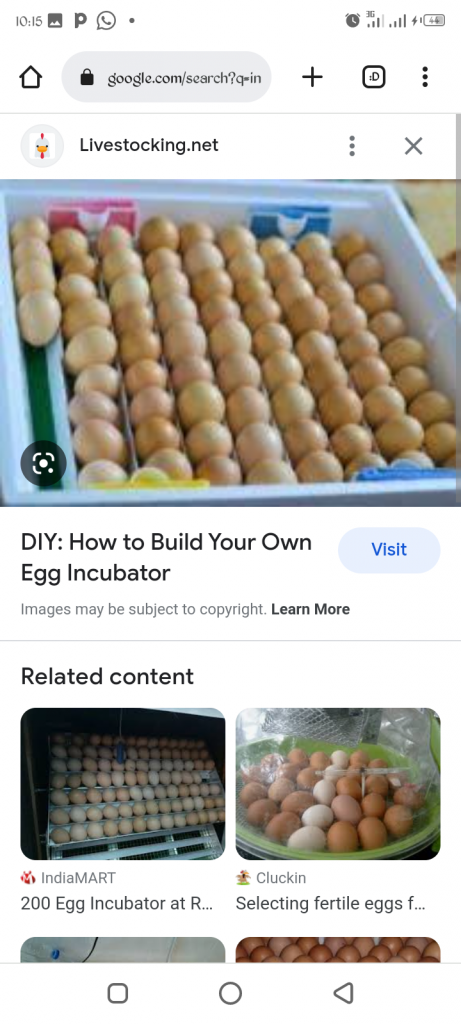 10:15
3G
google.com/search?q=in
:D
Livestocking.net
DIY: How to Build Your Own
Egg Incubator
Visit
Images may be subject to copyright. Learn More
Related content
IndiaMART
200 Egg Incubator at R...
Cluckin
Selecting fertile eggs f...